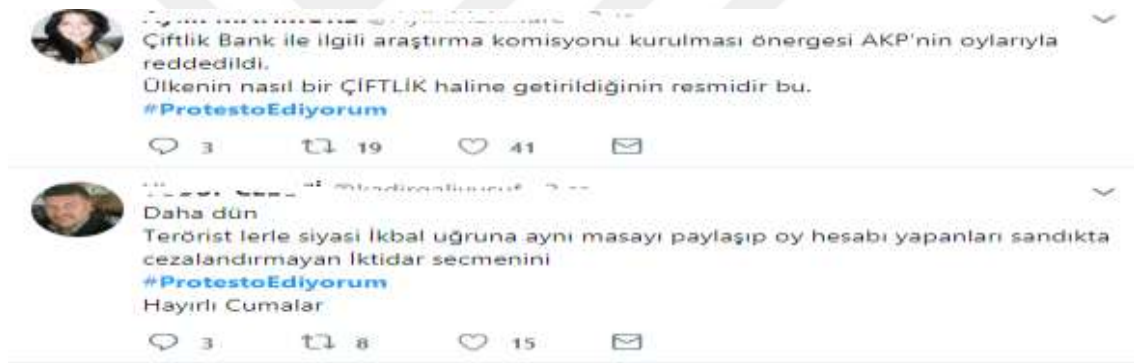 Çiftlik Bank ile ilgili araştırma komisyonu kurulması önergesi AKP'nin oylarıyla
reddedildi.
Ülkenin nasıl bir ÇİFTLİK haline getirildiğinin resmidir bu.
#ProtestoEdiyorum
3 19 41
Daha dün
Terörist lerle siyasi İkbal uğruna aynı masayı paylaşıp oy hesabı yapanları sandıkta
cezalandırmayan İktidar secmenini
#ProtestoEdiyorum
Hayırlı Cumalar
3 8 15